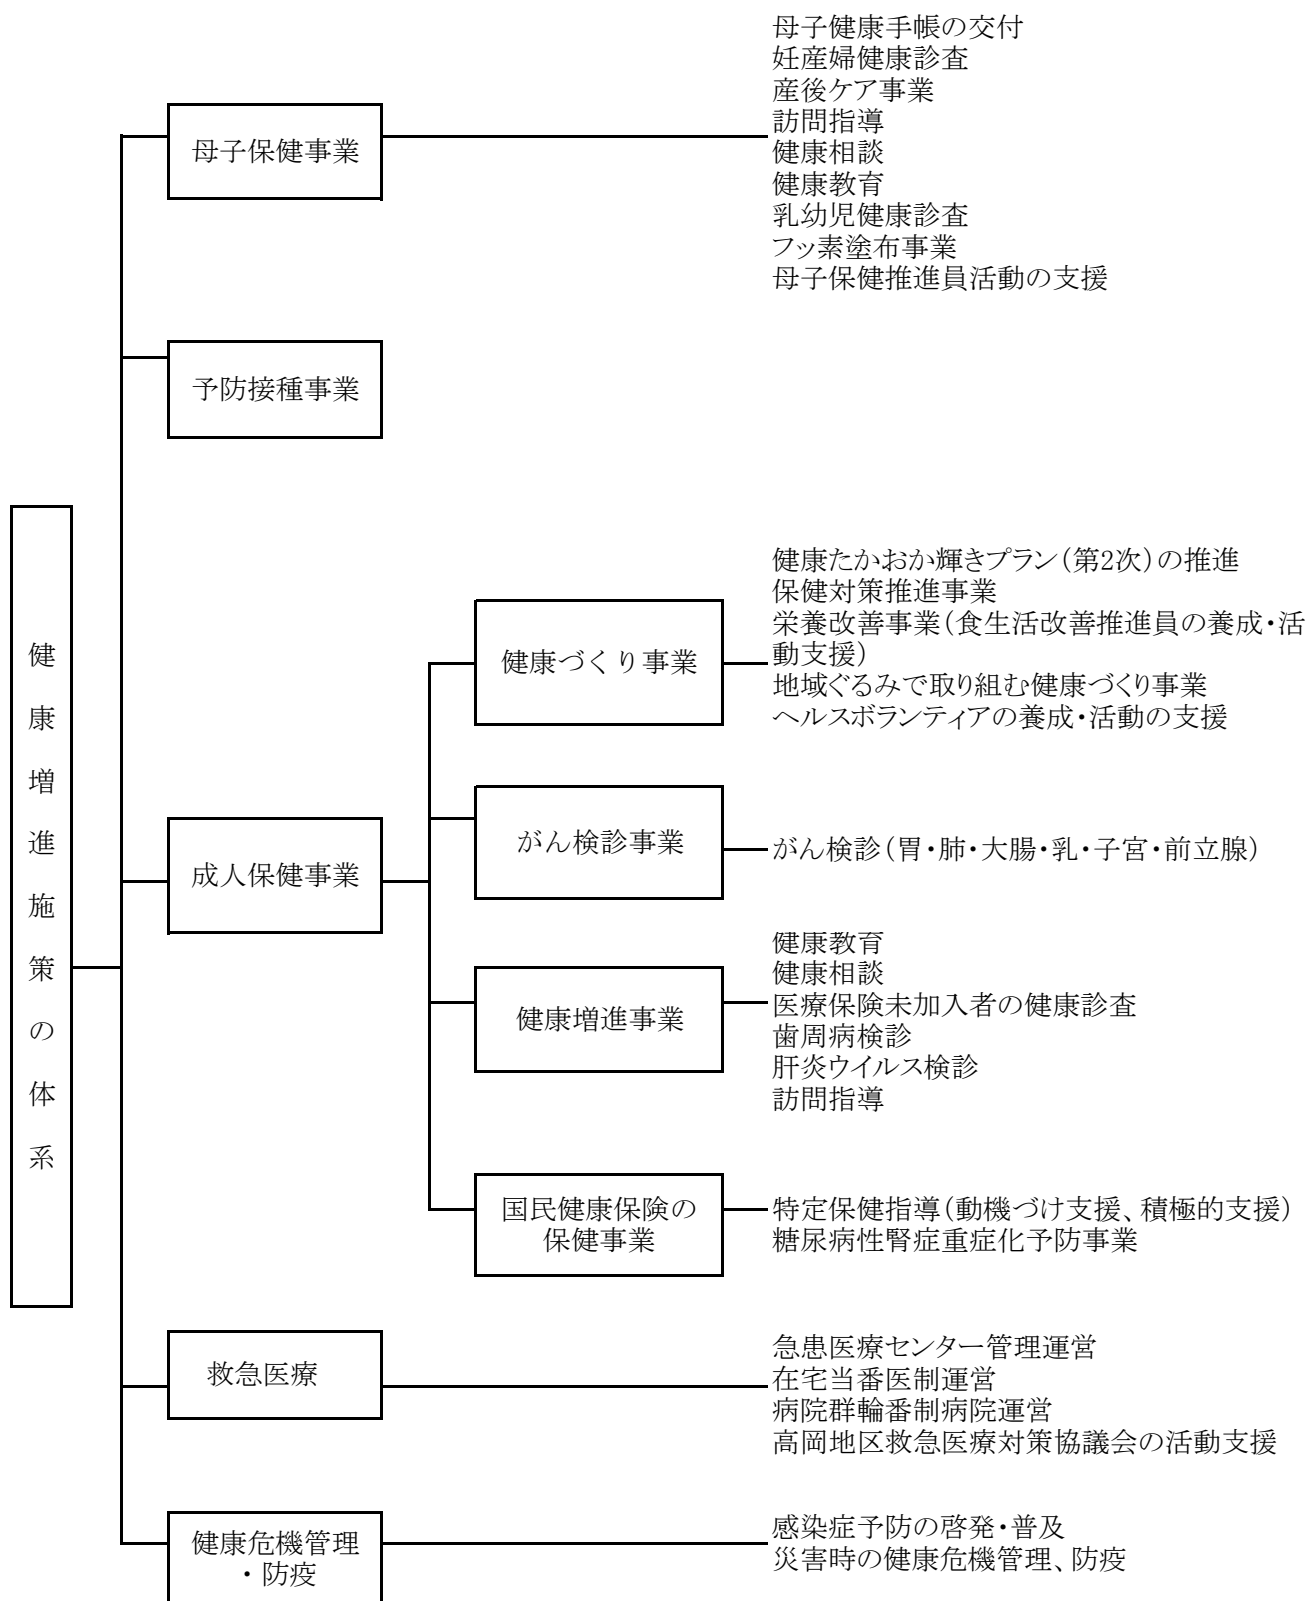 健康増進施策の体系
母子保健事業
母子健康手帳の交付
妊産婦健康診査
産後ケア事業
訪問指導
健康相談
健康教育
乳幼児健康診査
フッ素塗布事業
母子保健推進員活動の支援
予防接種事業
成人保健事業
健康づくり事業
健康たかおか輝きプラン(第2次)の推進
保健対策推進事業
栄養改善事業(食生活改善推進員の養成・活
動支援)
地域ぐるみで取り組む健康づくり事業
ヘルスボランティアの養成・活動の支援
がん検診事業
がん検診(胃・肺・大腸・乳・子宮・前立腺)
健康増進事業
健康教育
健康相談
医療保険未加入者の健康診査
歯周病検診
肝炎ウイルス検診
訪問指導
国民健康保険の
保健事業
特定保健指導(動機づけ支援、積極的支援)
糖尿病性腎症重症化予防事業
救急医療
急患医療センター管理運営
在宅当番医制運営
病院群輪番制病院運営
高岡地区救急医療対策協議会の活動支援
健康危機管理
・防疫
感染症予防の啓発・普及
災害時の健康危機管理、防疫